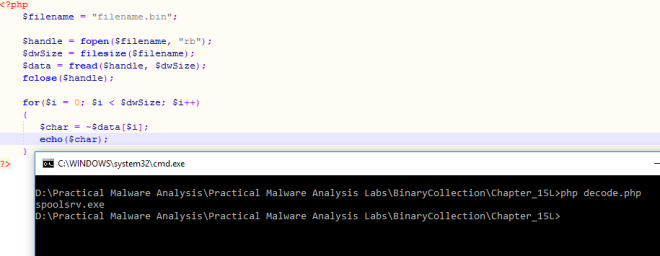 <?php
$filename = "filename.bin";
$handle = fopen($filename, "rb");
$dwSize = filesize($filename);
$data = fread($handle, $dwSize);
fclose($handle);
for($i = 0; $i < $dwSize; $i++)
{
$char = ~$data[$i];
echo($char);
}
?>
C:\WINDOWS\system32\cmd.exe
D:\Practical Malware Analysis\Practical Malware Analysis Labs\BinaryCollection\Chapter_15L>php decode.php
spoolsrv.exe
D:\Practical Malware Analysis\Practical Malware Analysis Labs\BinaryCollection\Chapter_15L>